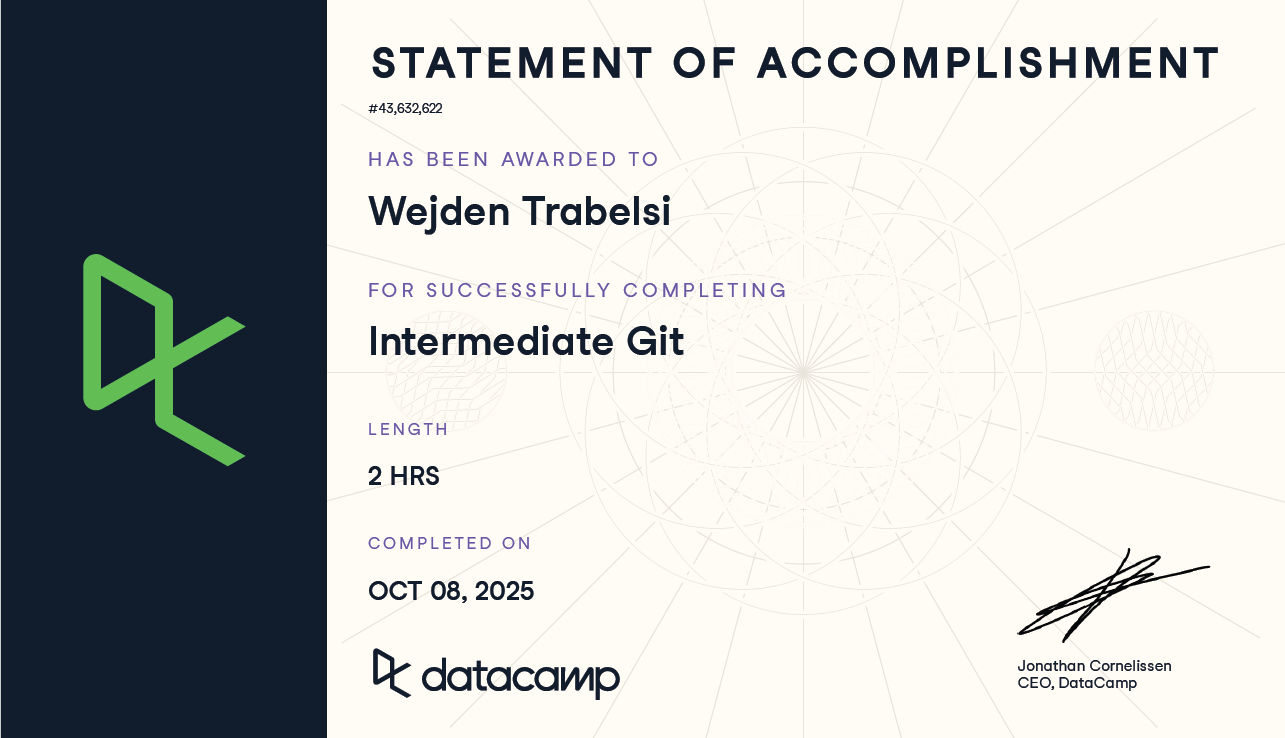 STATEMENT OF ACCOMPLISHMENT
#43,632,622
HAS BEEN AWARDED TO
Wejden Trabelsi
FOR SUCCESSFULLY COMPLETING
Intermediate Git
LENGTH
2 HRS
COMPLETED ON
OCT 08, 2025
datacamp
Jonathan Cornelissen
CEO, DataCamp